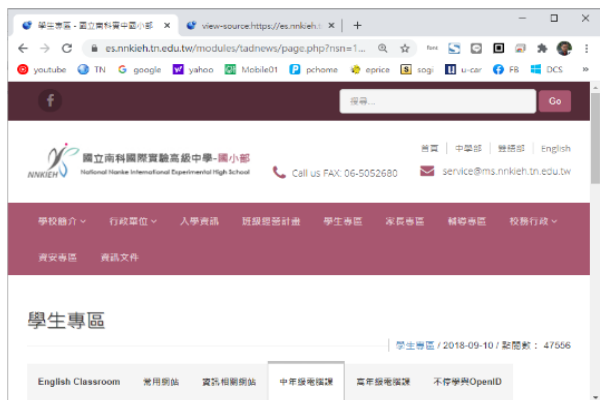 學生專區 - 國立南科實中國小部
view-source:https://es.nnkieh.t
es.nnkieh.tn.edu.tw/modules/tadnews/page.php?nsn=1...
youtube TN google yahoo Mobile01 pchome eprice sogi u-car FB DCS
搜尋... Go
首頁 中學部 雙語部 English
NNKIEH 國立南科國際實驗高級中學-國小部
National Nanke International Experimental High School
Call us FAX: 06-5052680 service@ms.nnkieh.tn.edu.tw
學校簡介 行政單位 入學資訊 班級經營計畫 學生專區 家長專區 輔導專區 校務行政
資安專區 資訊文件
學生專區
學生專區 / 2018-09-10 / 點閱數： 47556
English Classroom 常用網站 資訊相關網站 中年級電腦課 高年級電腦課 不停學與OpenID